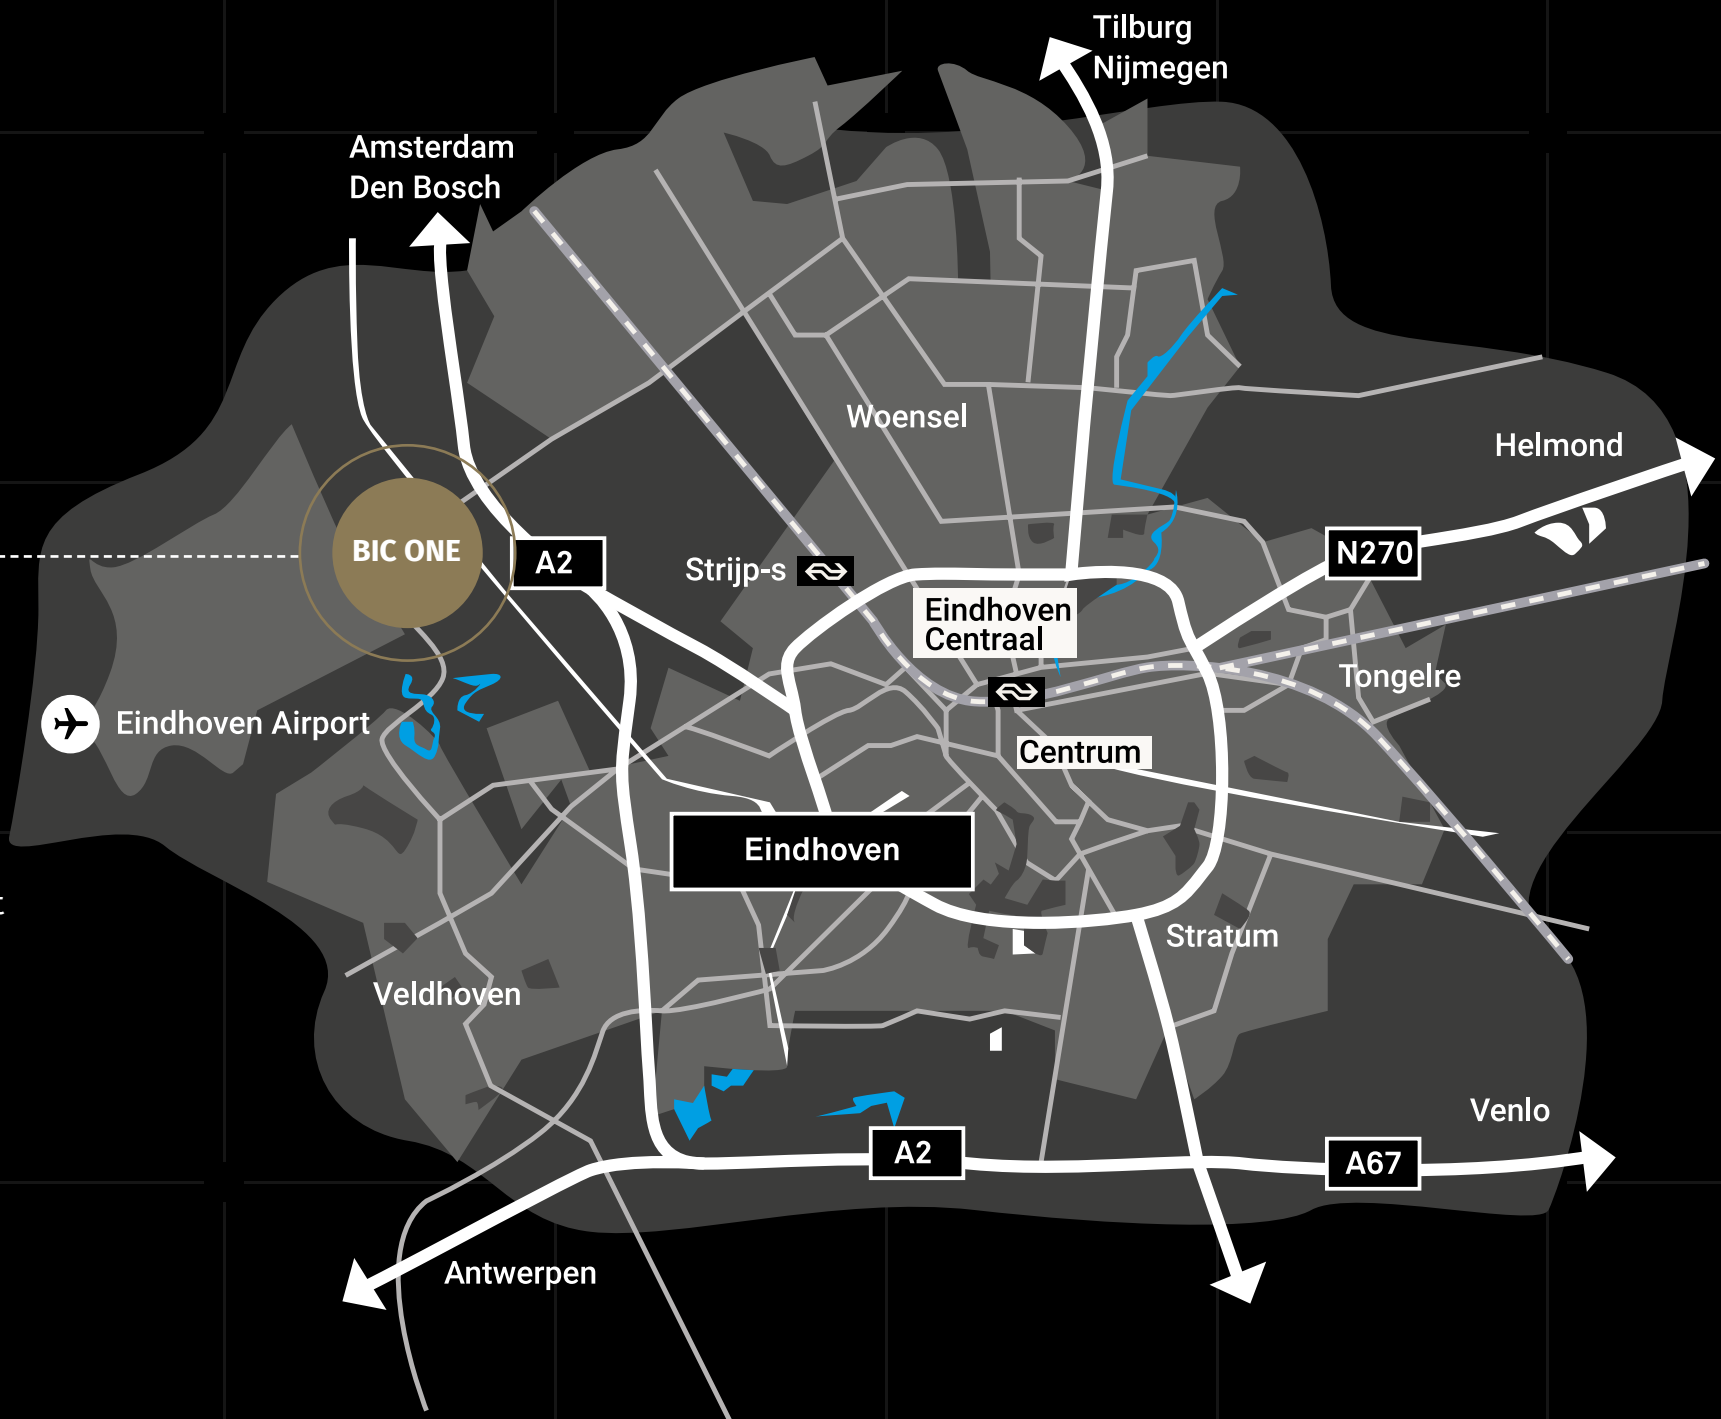 Tilburg
Nijmegen
Amsterdam
Den Bosch
Woensel
Helmond
BIC ONE
A2
Strijp-s
N270
Eindhoven
Centraal
Tongelre
Eindhoven Airport
Centrum
Eindhoven
Stratum
Veldhoven
Venlo
A2
A67
Antwerpen